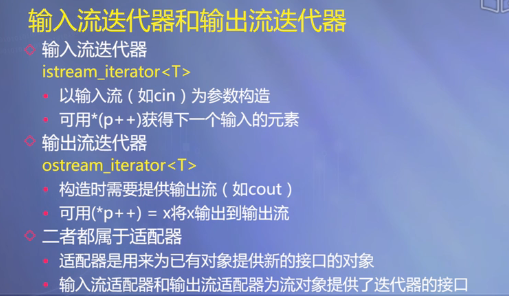 输入流迭代器和输出流迭代器
输入流迭代器
istream_iterator<T>
以输入流（如cin）为参数构造
可用*(p++)获得下一个输入的元素
输出流迭代器
ostream_iterator<T>
构造时需要提供输出流（如cout）
可用(*p++) = x将x输出到输出流
二者都属于适配器
适配器是用来为已有对象提供新的接口的对象
输入流适配器和输出流适配器为流对象提供了迭代器的接口